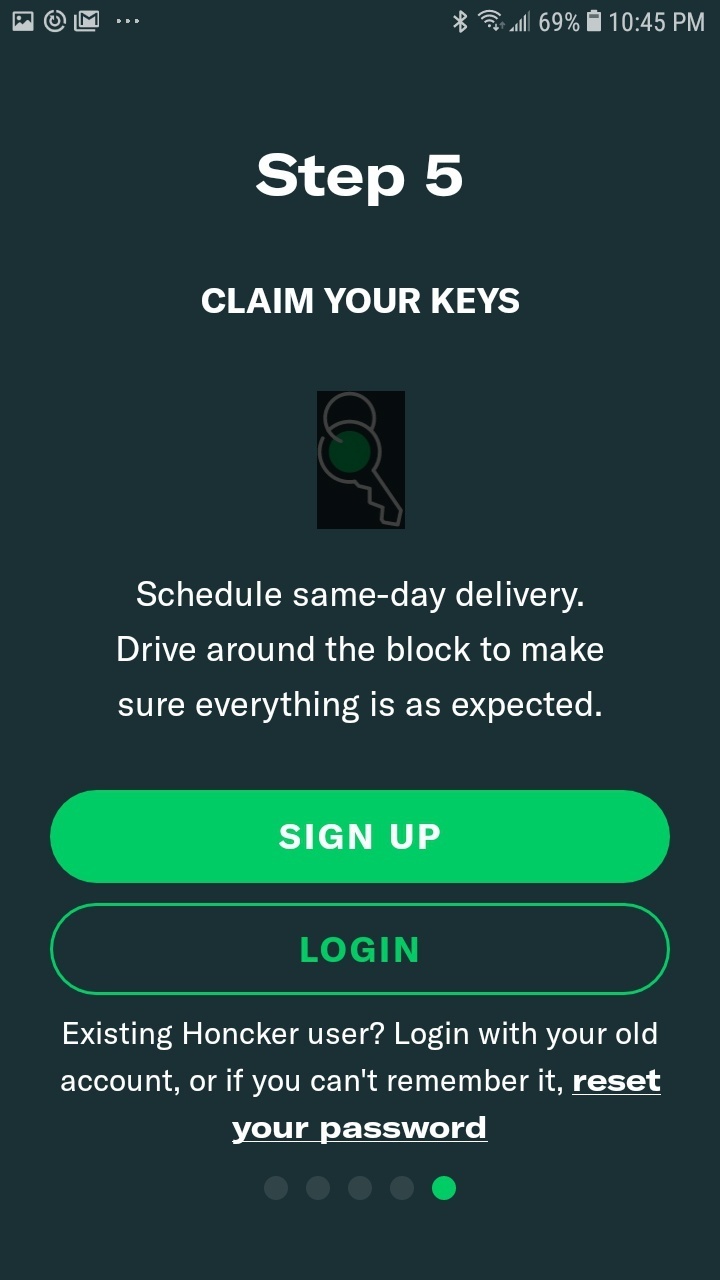 69% 10:45 PM
Step 5
CLAIM YOUR KEYS
Schedule same-day delivery.
Drive around the block to make
sure everything is as expected.
SIGN UP
LOGIN
Existing Honcker user? Login with your old
account, or if you can't remember it, reset
your password